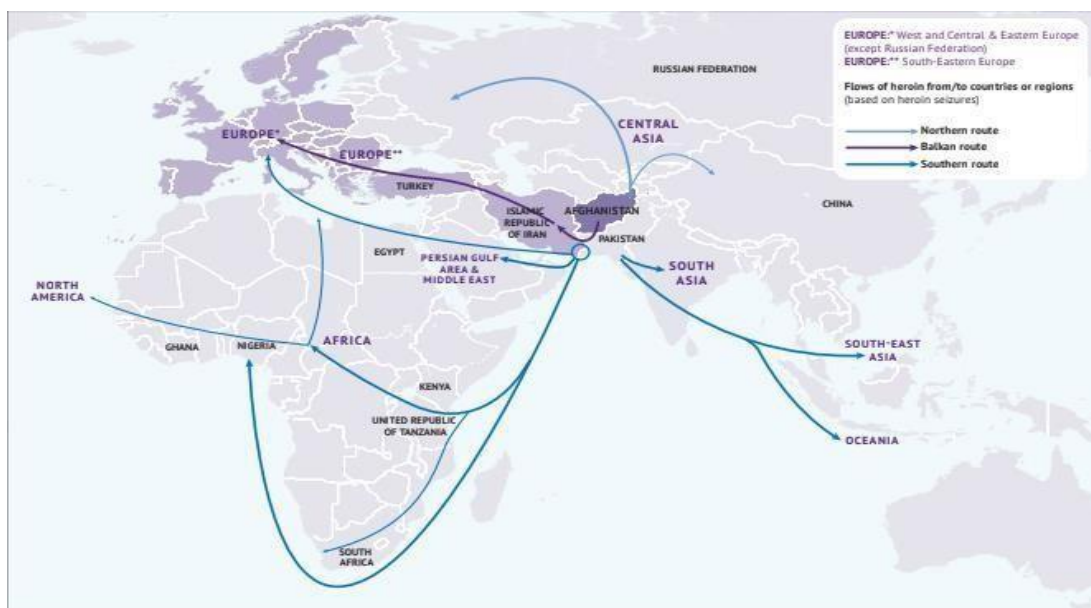 EUROPE:* West and Central & Eastern Europe
(except Russian Federation)
EUROPE:** South-Eastern Europe
Flows of heroin from/to countries or regions
(based on heroin seizures)
Northern route
Balkan route
Southern route
RUSSIAN FEDERATION
CENTRAL
ASIA
EUROPE*
EUROPE**
TURKEY
CHINA
ISLAMIC
REPUBLIC
OF IRAN
AFGHANISTAN
PAKISTAN
EGYPT
PERSIAN GULF
AREA &
MIDDLE EAST
SOUTH
ASIA
NORTH
AMERICA
GHANA
NIGERIA
AFRICA
SOUTH-EAST
ASIA
KENYA
UNITED REPUBLIC
OF TANZANIA
OCEANIA
SOUTH
AFRICA